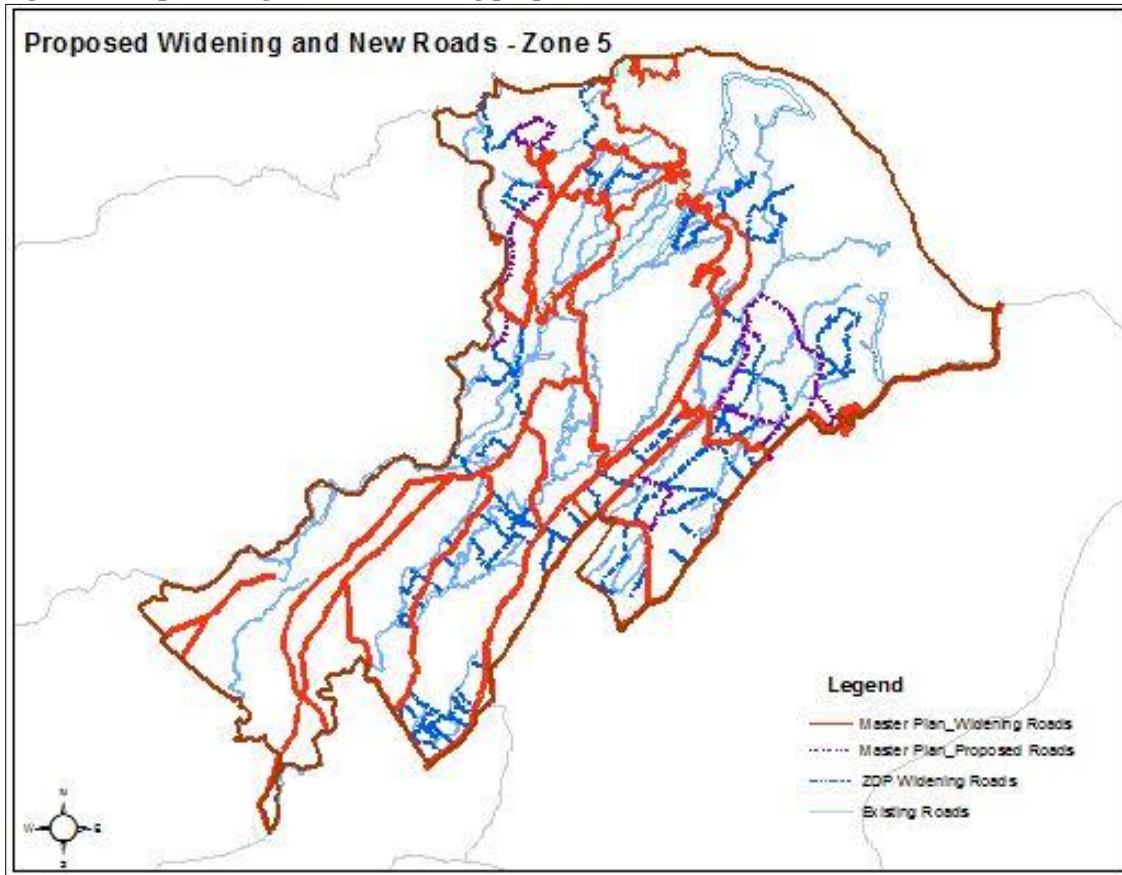 Proposed Widening and New Roads - Zone 5
Legend
Master Plan_Widening Roads
Master Plan_Proposed Roads
ZDP Widening Roads
Existing Roads
N
W E
S